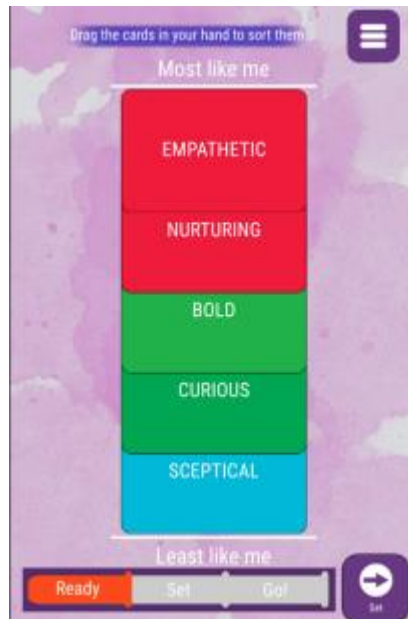 Drag the cards in your hand to sort them
Most like me
EMPATHETIC
NURTURING
BOLD
CURIOUS
SCEPTICAL
Least like me
Ready Set Go!
Set